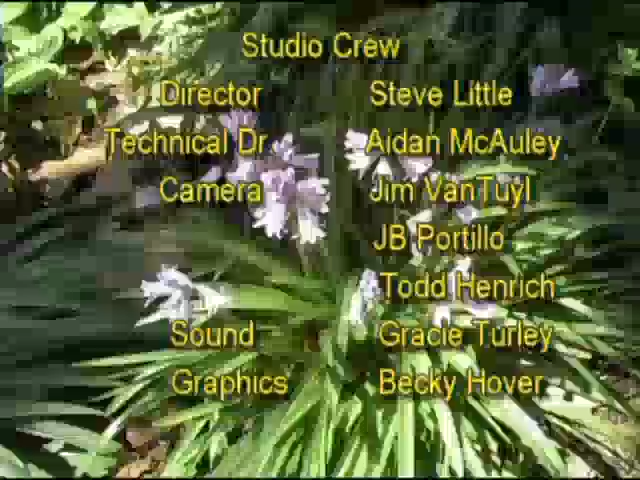 Studio Crew
Director Steve Little
Technical Dr Aidan McAuley
Camera Jim VanTuyl
JB Portillo
Todd Henrich
Sound Gracie Turley
Graphics Becky Hover